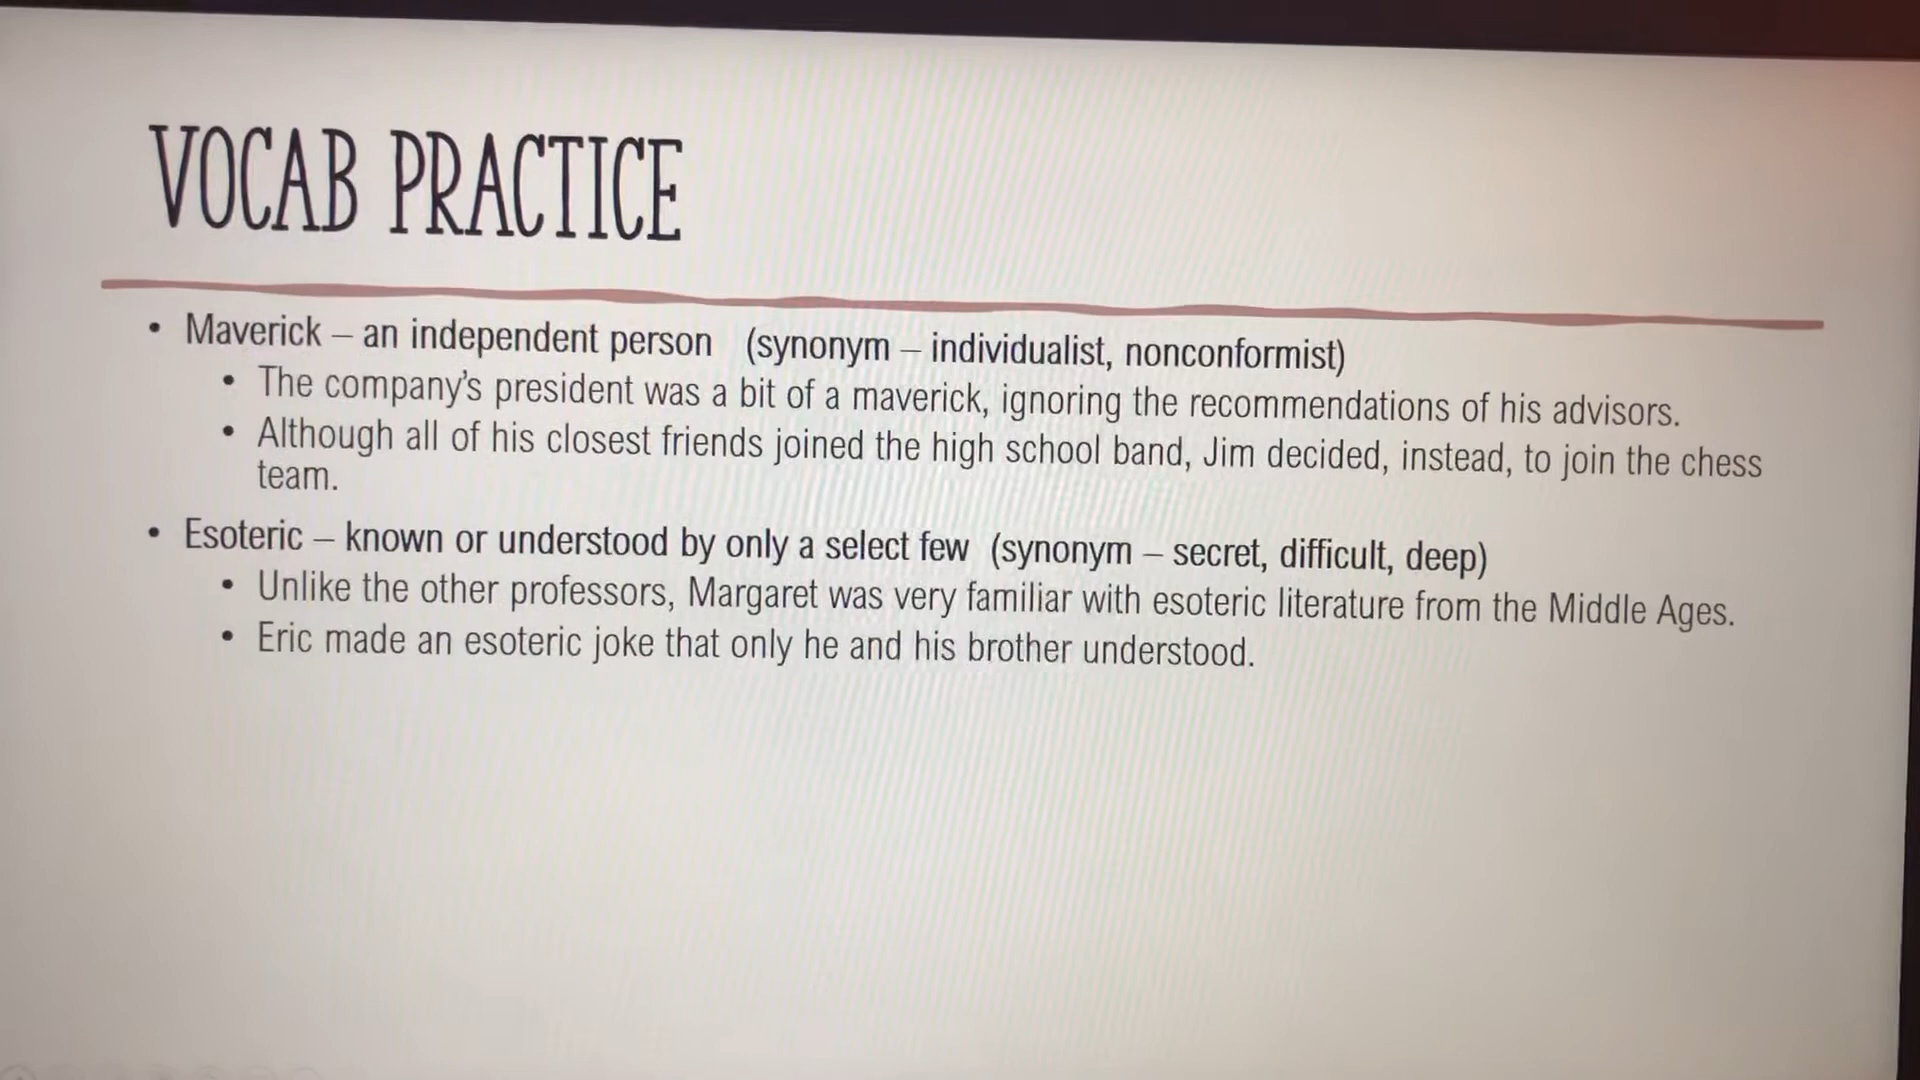 VOCAB PRACTICE
• Maverick – an independent person (synonym – individualist, nonconformist)
• The company's president was a bit of a maverick, ignoring the recommendations of his advisors.
• Although all of his closest friends joined the high school band, Jim decided, instead, to join the chess
team.
• Esoteric – known or understood by only a select few (synonym – secret, difficult, deep)
• Unlike the other professors, Margaret was very familiar with esoteric literature from the Middle Ages.
• Eric made an esoteric joke that only he and his brother understood.